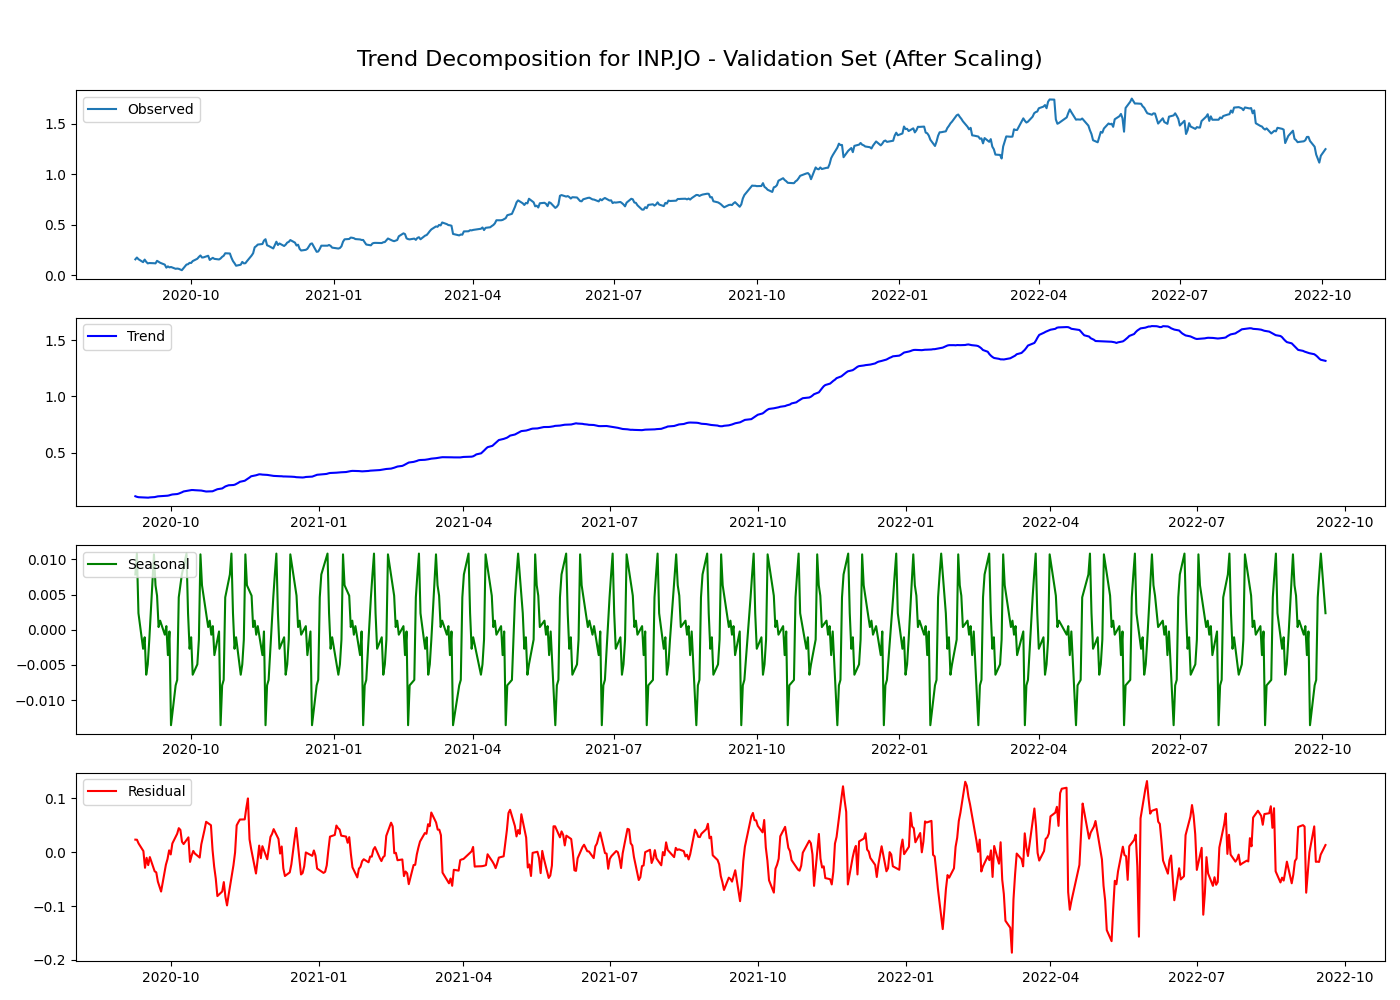 Trend Decomposition for INP.JO - Validation Set (After Scaling)
Observed
1.5
1.0
0.5
0.0
2020-10 2021-01 2021-04 2021-07 2021-10 2022-01 2022-04 2022-07 2022-10
Trend
1.5
1.0
0.5
2020-10 2021-01 2021-04 2021-07 2021-10 2022-01 2022-04 2022-07 2022-10
Seasonal
0.010
0.005
0.000
−0.005
−0.010
2020-10 2021-01 2021-04 2021-07 2021-10 2022-01 2022-04 2022-07 2022-10
Residual
0.1
0.0
−0.1
−0.2
2020-10 2021-01 2021-04 2021-07 2021-10 2022-01 2022-04 2022-07 2022-10